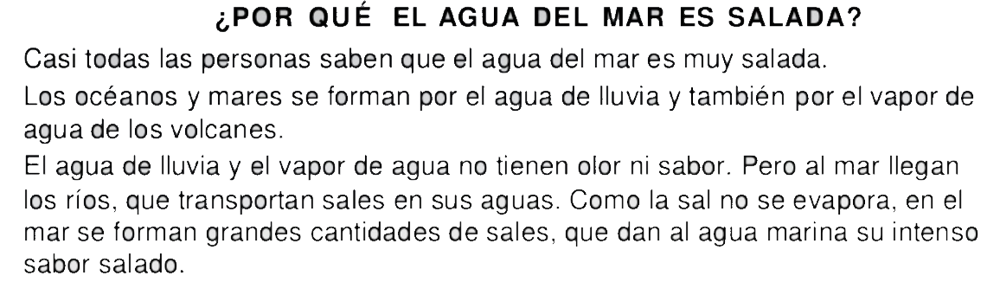 ¿POR QUÉ EL AGUA DEL MAR ES SALADA?
Casi todas las personas saben que el agua del mar es muy salada.
Los océanos y mares se forman por el agua de lluvia y también por el vapor de
agua de los volcanes.
El agua de lluvia y el vapor de agua no tienen olor ni sabor. Pero al mar llegan
los ríos, que transportan sales en sus aguas. Como la sal no se evapora, en el
mar se forman grandes cantidades de sales, que dan al agua marina su intenso
sabor salado.